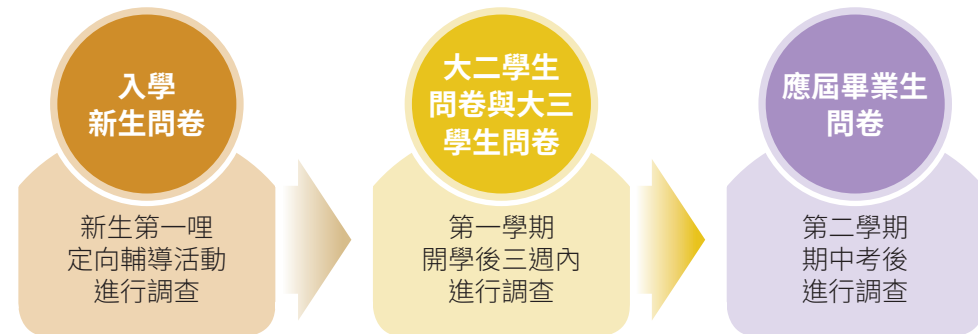 入學
新生問卷
新生第一哩
定向輔導活動
進行調查
大二學生
問卷與大三
學生問卷
第一學期
開學後三週內
進行調查
應屆畢業生
問卷
第二學期
期中考後
進行調查